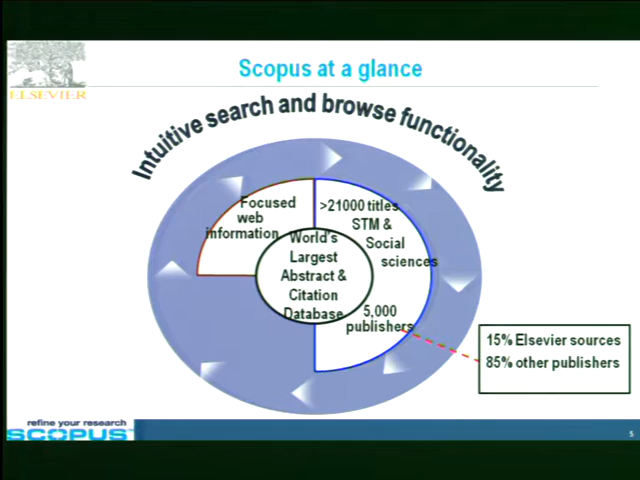 Scopus at a glance
ELSEVIER
Intuitive search and browse functionality
Focused
web
information
>21000 titles
STM &
Social
sciences
World's
Largest
Abstract &
Citation
Database
5,000
publishers
15% Elsevier sources
85% other publishers
refine your research
SCOPUS
5